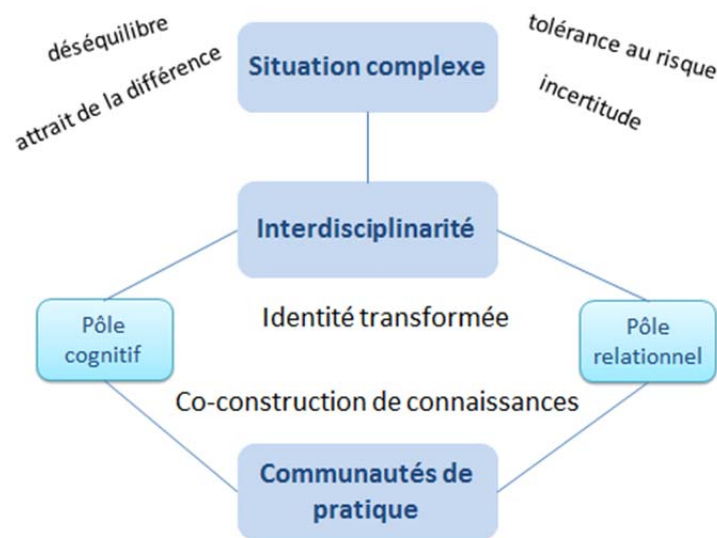 déséquilibre
attrait de la différence
Situation complexe
tolérance au risque
incertitude
Interdisciplinarité
Pôle
cognitif
Identité transformée
Pôle
relationnel
Co-construction de connaissances
Communautés de
pratique